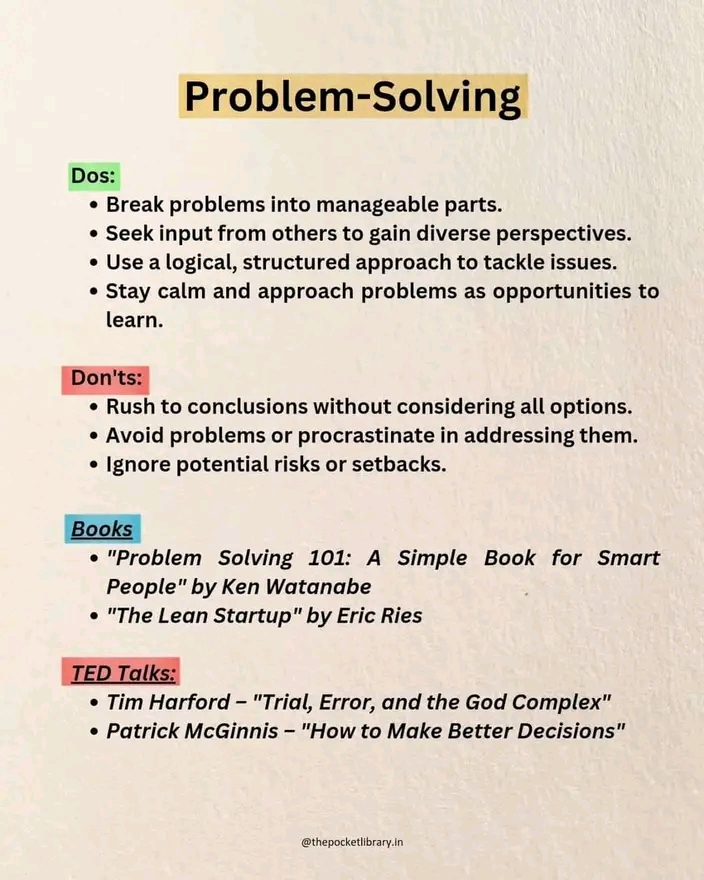 Problem-Solving
Dos:
• Break problems into manageable parts.
• Seek input from others to gain diverse perspectives.
• Use a logical, structured approach to tackle issues.
• Stay calm and approach problems as opportunities to
learn.
Don'ts:
• Rush to conclusions without considering all options.
• Avoid problems or procrastinate in addressing them.
• Ignore potential risks or setbacks.
Books
• "Problem Solving 101: A Simple Book for Smart
People" by Ken Watanabe
• "The Lean Startup" by Eric Ries
TED Talks:
• Tim Harford – "Trial, Error, and the God Complex"
• Patrick McGinnis – "How to Make Better Decisions"
@thepocketlibrary.in